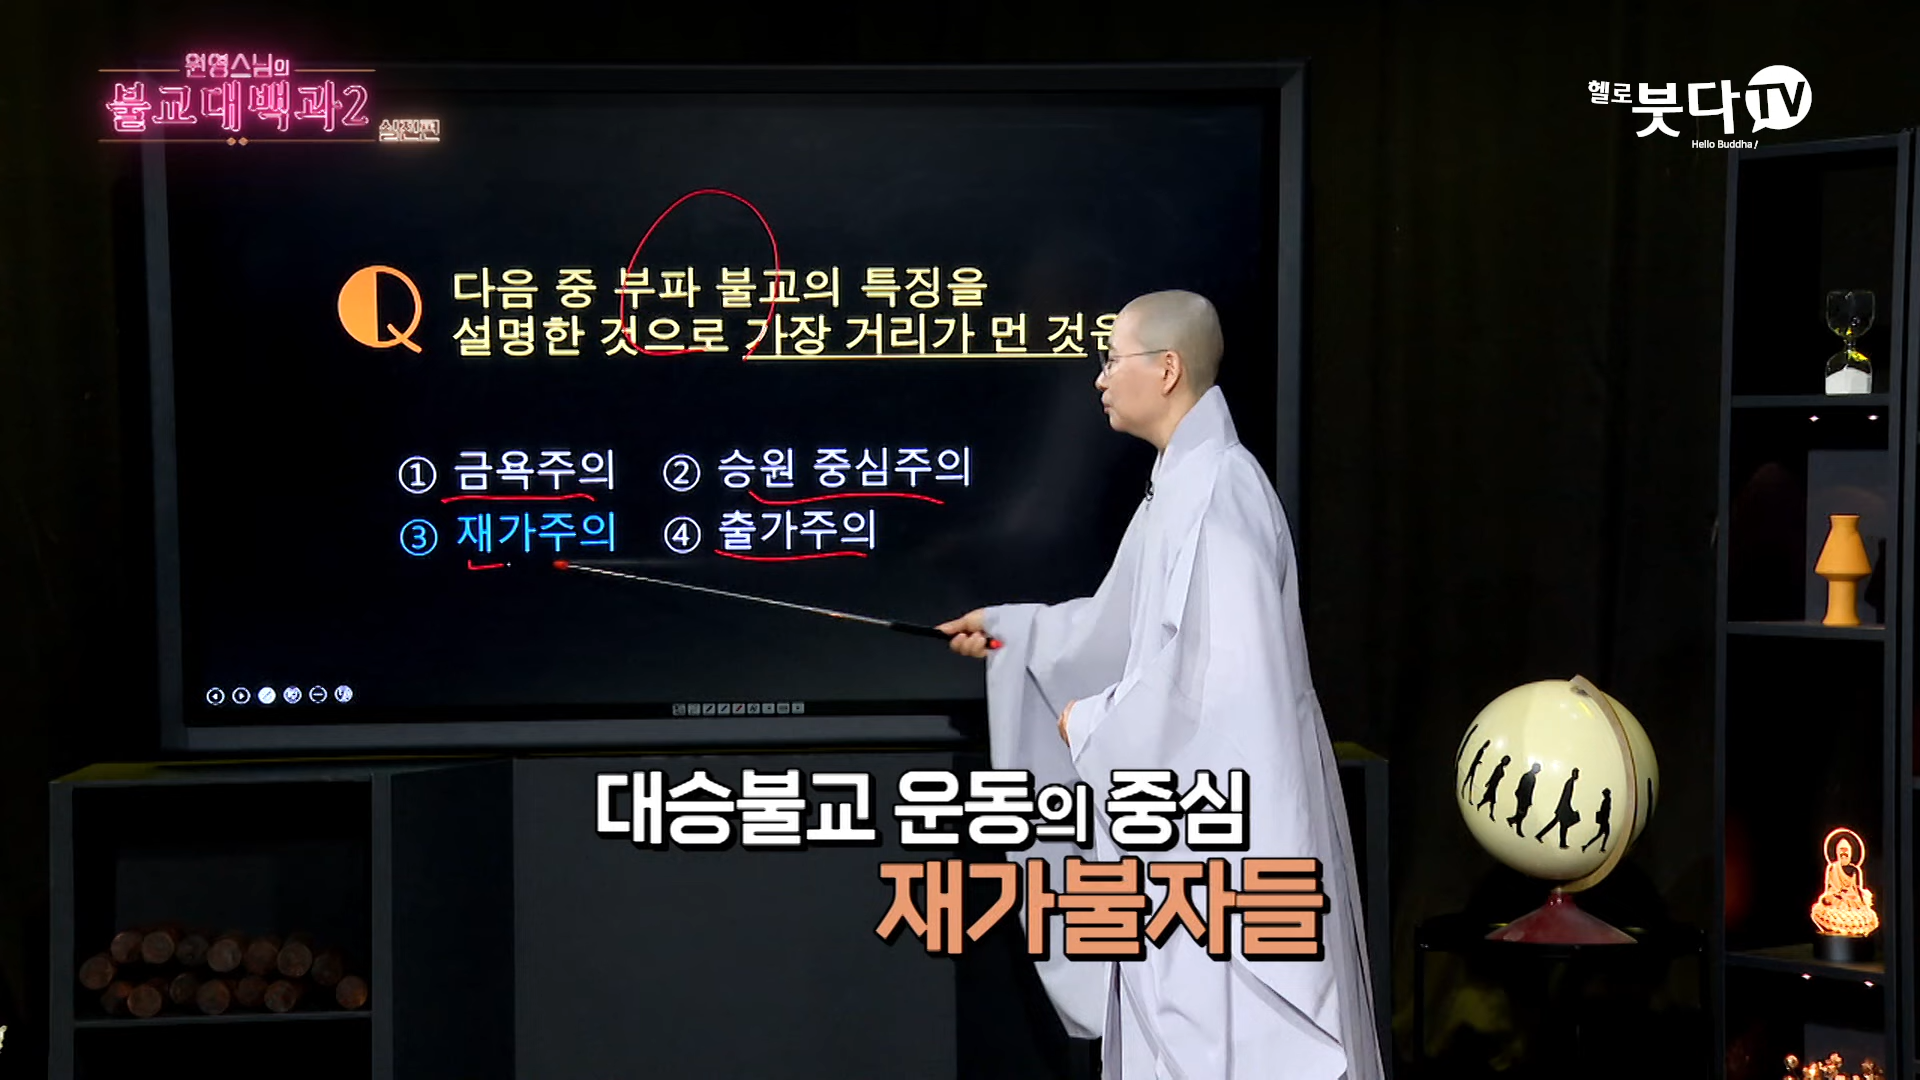 원영스님의
불교대백과2
실전편
헬로붓다TV
Hello Buddha!
Q 다음 중 부파 불교의 특징을
설명한 것으로 가장 거리가 먼 것은
① 금욕주의 ② 승원 중심주의
③ 재가주의 ④ 출가주의
대승불교 운동의 중심
재가불자들